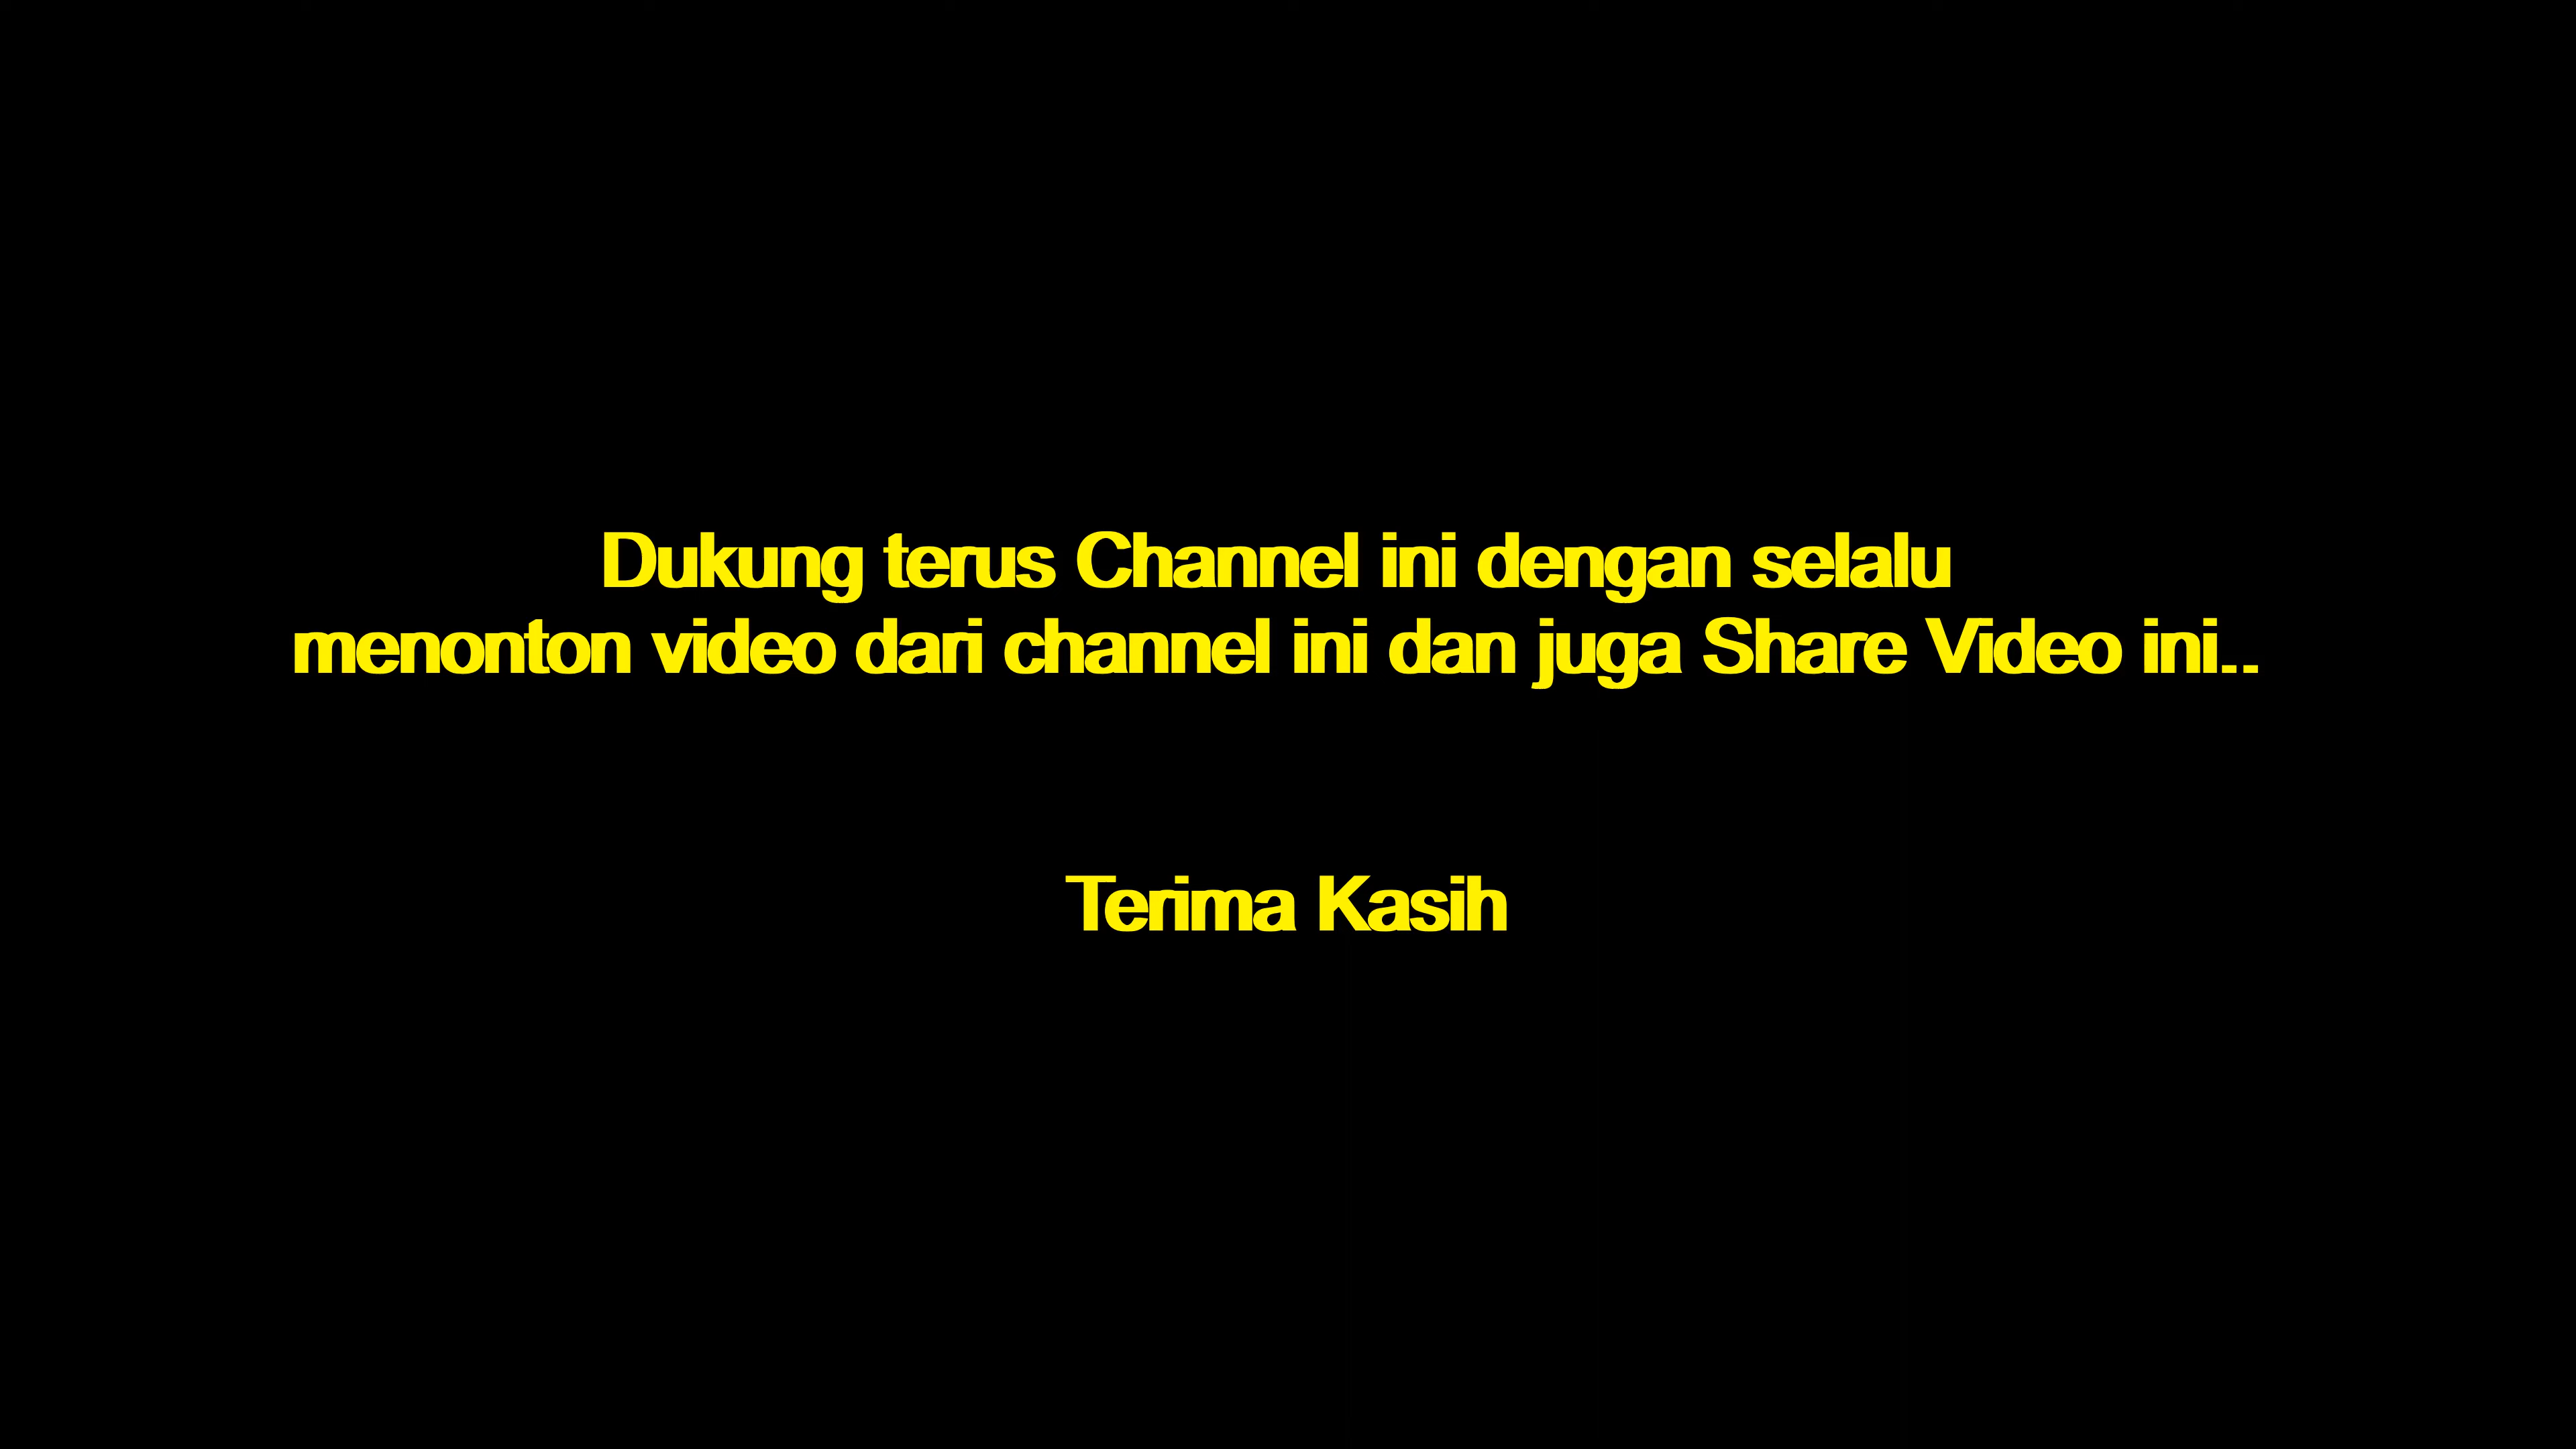 Dukung terus Channel ini dengan selalu
menonton video dari channel ini dan juga Share Video ini..
Terima Kasih